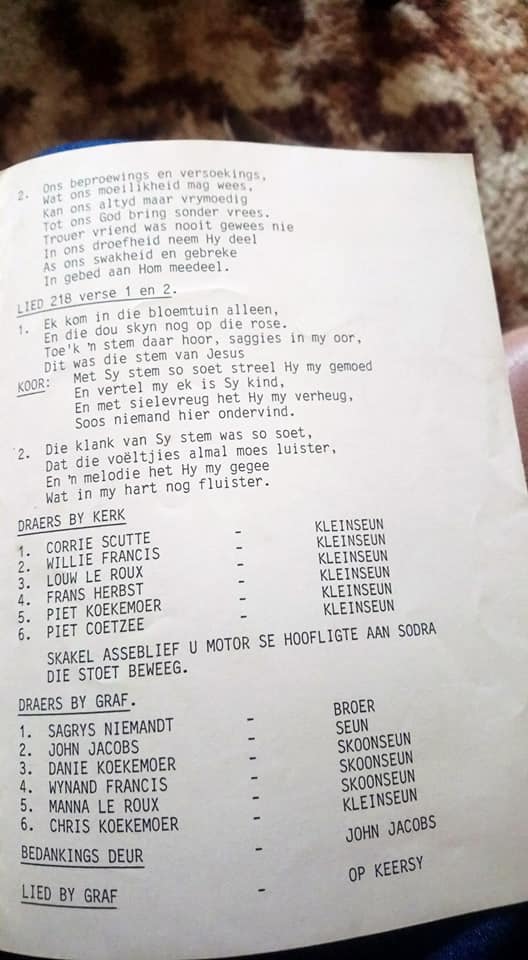 2. Ons beproewings en versoekings,
Wat ons moeilikheid mag wees,
Kan ons altyd maar vrymoedig
Tot ons God bring sonder vrees.
Trouer vriend was nooit gewees nie
In ons droefheid neem Hy deel
As ons swakheid en gebreke
In gebed aan Hom meedeel.
LIED 218 verse 1 en 2.
1. Ek kom in die bloemtuin alleen,
En die dou skyn nog op die rose.
Toe'k 'n stem daar hoor, saggies in my oor,
Dit was die stem van Jesus
KOOR: Met Sy stem so soet streel Hy my gemoed
En vertel my ek is Sy kind,
En met sielevreug het Hy my verheug,
Soos niemand hier ondervind.
2. Die klank van Sy stem was so soet,
Dat die voëltjies almal moes luister,
En 'n melodie het Hy my gegee
Wat in my hart nog fluister.
DRAERS BY KERK
1. CORRIE SCUTTE - KLEINSEUN
2. WILLIE FRANCIS - KLEINSEUN
3. LOUW LE ROUX - KLEINSEUN
4. FRANS HERBST - KLEINSEUN
5. PIET KOEKEMOER - KLEINSEUN
6. PIET COETZEE - KLEINSEUN
SKAKEL ASSEBLIEF U MOTOR SE HOOFLIGTE AAN SODRA
DIE STOET BEWEEG.
DRAERS BY GRAF.
1. SAGRYS NIEMANDT - BROER
2. JOHN JACOBS - SEUN
3. DANIE KOEKEMOER - SKOONSEUN
4. WYNAND FRANCIS - SKOONSEUN
5. MANNA LE ROUX - SKOONSEUN
6. CHRIS KOEKEMOER - KLEINSEUN
BEDANKINGS DEUR - JOHN JACOBS
LIED BY GRAF - OP KEERSY